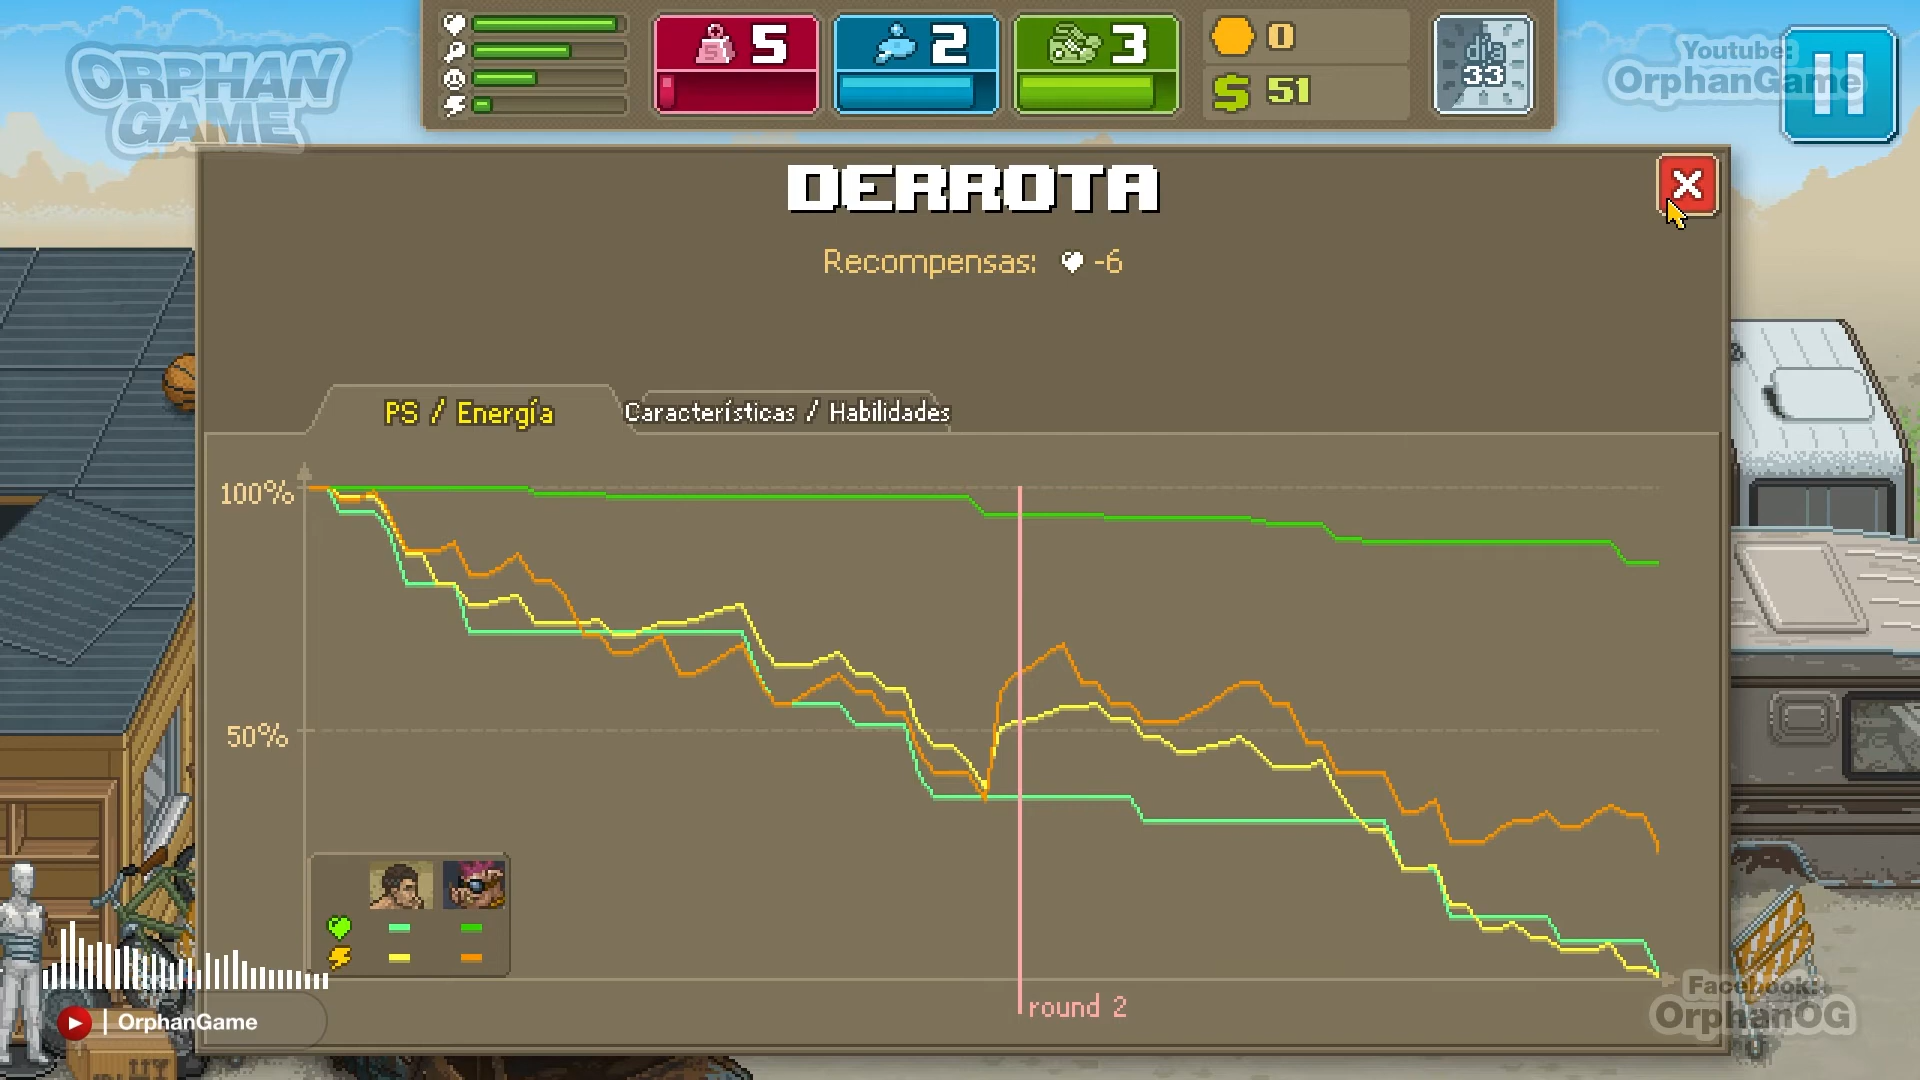 ORPHAN
GAME
5
2
3
0
$ 51
día
33
Youtube:
OrphanGame
DERROTA
Recompensas: -6
PS / Energía
Características / Habilidades
100%
50%
round 2
OrphanGame
Facebook:
OrphanOG